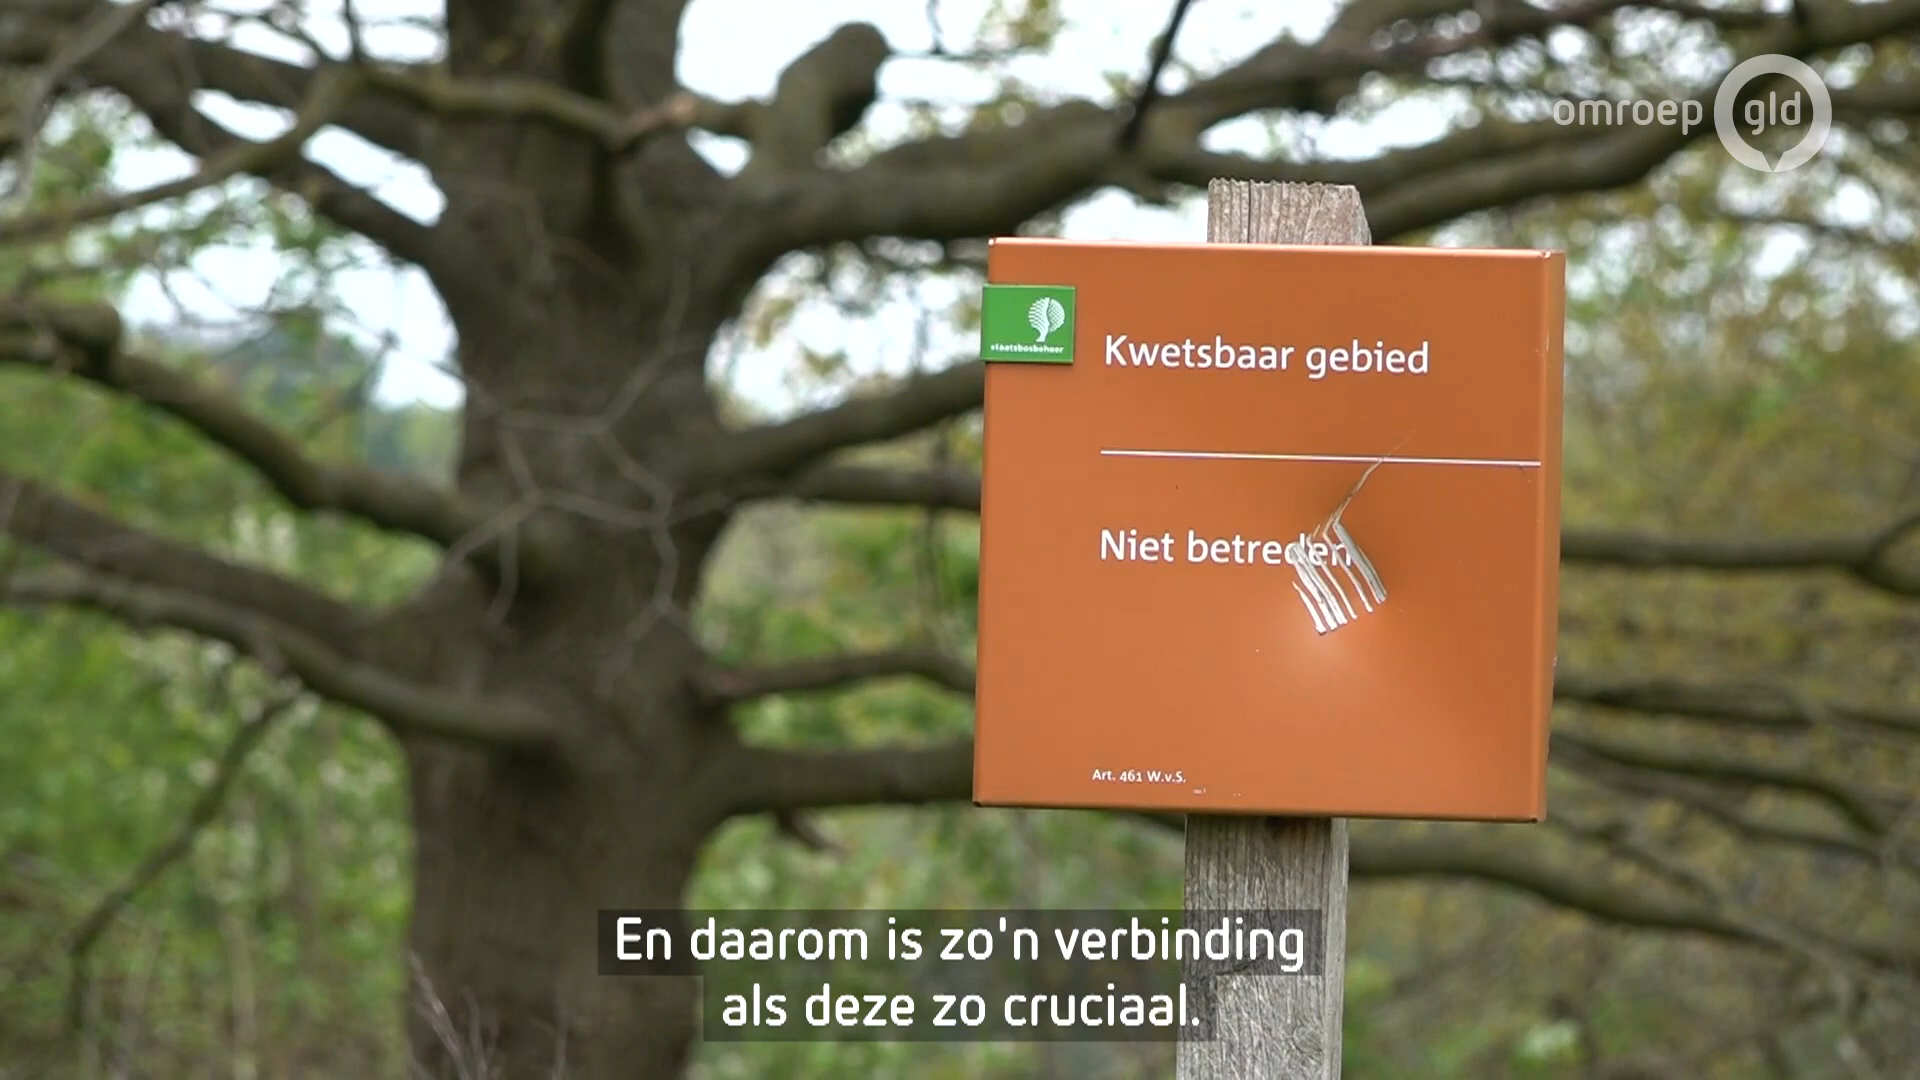 omroep gld
staatsbosbeheer
Kwetsbaar gebied
Niet betreden
Art. 461 W.v.S.
En daarom is zo'n verbinding
als deze zo cruciaal.